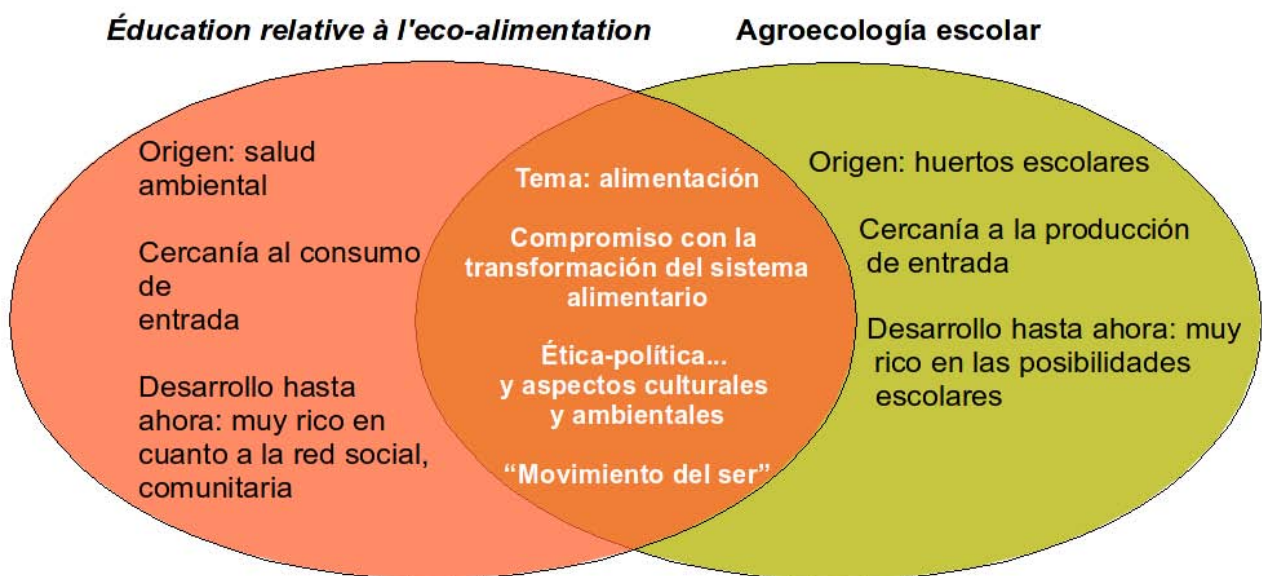 Éducation relative à l'eco-alimentation
Agroecología escolar
Origen: salud
ambiental
Cercanía al consumo
de
entrada
Desarrollo hasta
ahora: muy rico en
cuanto a la red social,
comunitaria
Tema: alimentación
Compromiso con la
transformación del sistema
alimentario
Ética-política...
y aspectos culturales
y ambientales
“Movimiento del ser”
Origen: huertos escolares
Cercanía a la producción
de entrada
Desarrollo hasta ahora: muy
rico en las posibilidades
escolares